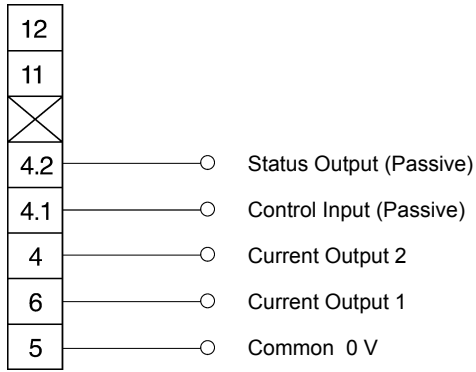 12
11
4.2 Status Output (Passive)
4.1 Control Input (Passive)
4 Current Output 2
6 Current Output 1
5 Common 0 V